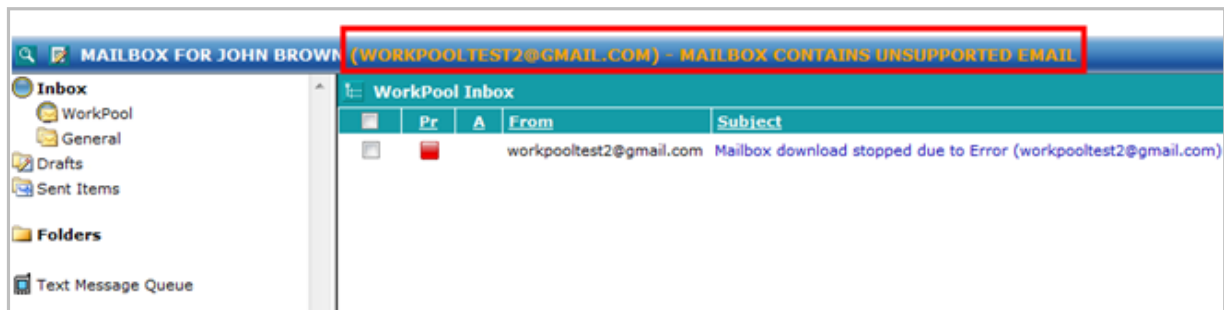 MAILBOX FOR JOHN BROWN (WORKPOOLTEST2@GMAIL.COM) - MAILBOX CONTAINS UNSUPPORTED EMAIL
Inbox
WorkPool
General
Drafts
Sent Items
Folders
Text Message Queue
WorkPool Inbox
Pr A From Subject
workpooltest2@gmail.com Mailbox download stopped due to Error (workpooltest2@gmail.com)